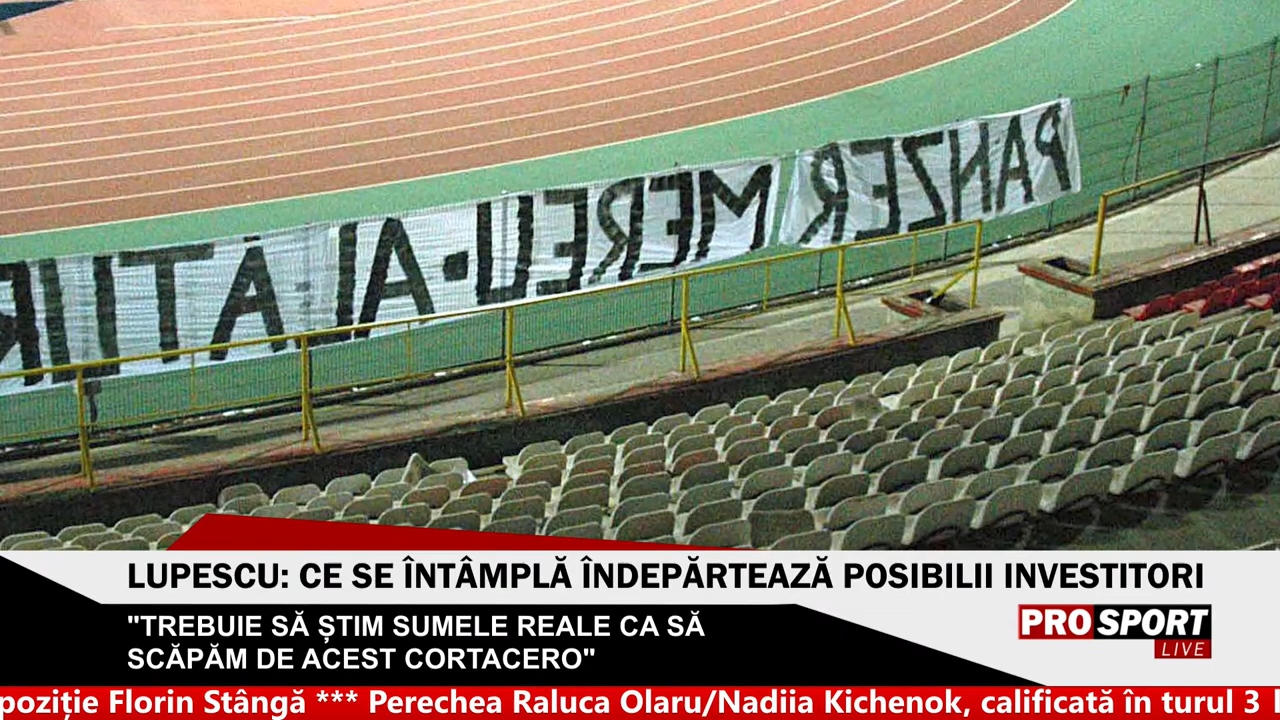 PANZER MEREU-ALĂTUR
LUPESCU: CE SE ÎNTÂMPLĂ ÎNDEPĂRTEAZĂ POSIBILII INVESTITORI
"TREBUIE SĂ ȘTIM SUMELE REALE CA SĂ
SCĂPĂM DE ACEST CORTACERO"
PRO SPORT
LIVE
poziție Florin Stângă *** Perechea Raluca Olaru/Nadiia Kichenok, calificată în turul 3